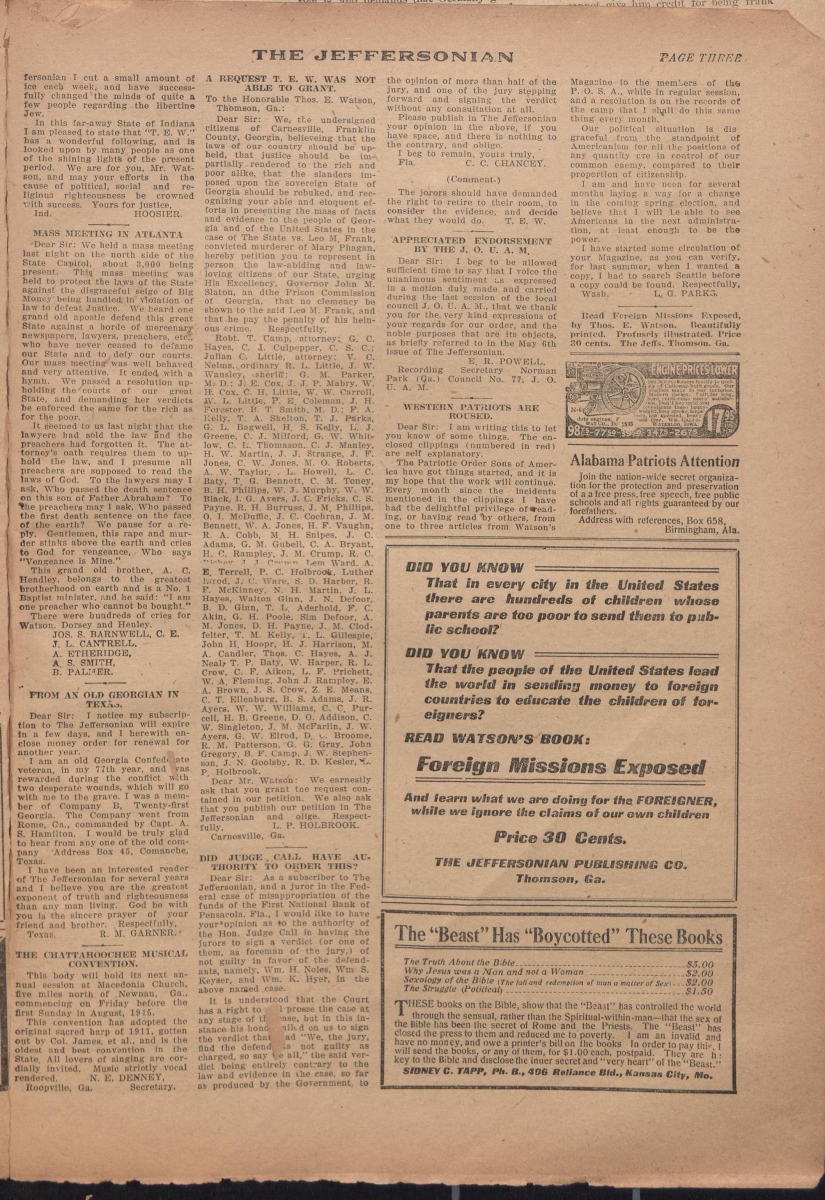 THE JEFFERSONIAN
PAGE THREE
fersonian I cut a small amount of
ice each week, and have success-
fully changed the minds of quite a
few people regarding the libertine
Jew.
In this far-away State of Indiana
I am pleased to state that "T. E. W."
has a wonderful following, and is
looked upon by many people as one
of the shining lights of the present
period. We are for you, Mr. Wat-
son, and may your efforts in the
cause of political, social and re-
ligious righteousness be crowned
with success. Yours for justice,
Ind. HOOSIER.
MASS MEETING IN ATLANTA
Dear Sir: We held a mass meeting
last night on the north side of the
State Capitol, about 3,000 being
present. This mass meeting was
held to protect the laws of the State
against the disgraceful seige of Big
Money being handled in violation of
law to defeat Justice. We heard one
grand old apostle defend this great
State against a horde of mercenary
newspapers, lawyers, preachers, etc.,
who have never ceased to defame
our State and to defy our courts.
Our mass meeting was well behaved
and very attentive. It ended with a
hymn. We passed a resolution up-
holding the courts of our great
State, and demanding her verdicts
be enforced the same for the rich as
for the poor.
It seemed to us last night that the
lawyers had sold the law and the
preachers had forgotten it. The at-
torney's oath requires them to up-
hold the law, and I presume all
preachers are supposed to read the
laws of God. To the lawyers I may
ask, Who passed the death sentence
on this son of Father Abraham? To
the preachers I may ask, Who passed
the first death sentence on the face
of the earth? We pause for a re-
ply. Gentlemen, this rape and mur-
der stinks above the earth and cries
to God for vengeance, Who says
"Vengeance is Mine."
This grand old brother, A. C.
Hendley, belongs to the greatest
brotherhood on earth and is a No. 1
Baptist minister, and he said: "I am
one preacher who cannot be bought."
There were hundreds of cries for
Watson, Dorsey and Henley.
JOS. S. BARNWELL, C. E.
J. L. CANTRELL,
A. ETHERIDGE,
A. S. SMITH,
B. PALMER.
FROM AN OLD GEORGIAN IN
TEXAS.
Dear Sir: I notice my subscrip-
tion to The Jeffersonian will expire
in a few days, and I herewith en-
close money order for renewal for
another year.
I am an old Georgia Confederate
veteran, in my 77th year, and was
rewarded during the conflict with
two desperate wounds, which will go
with me to the grave. I was a mem-
ber of Company B, Twenty-first
Georgia. The Company went from
Rome, Ga., commanded by Capt. A.
S. Hamilton. I would be truly glad
to hear from any one of the old com-
pany Address Box 45, Comanche,
Texas.
I have been an interested reader
of The Jeffersonian for several years
and I believe you are the greatest
exponent of truth and righteousness
than any man living. God be with
you is the sincere prayer of your
friend and brother. Respectfully,
Texas. R. M. GARNER.
THE CHATTAHOOCHEE MUSICAL
CONVENTION.
This body will hold its next an-
nual session at Macedonia Church,
five miles north of Newnan, Ga.,
commencing on Friday before the
first Sunday in August, 1915.
This convention has adopted the
original sacred harp of 1911, gotten
out by Col. James, et al., and is the
oldest and best convention in the
State. All lovers of singing are cor-
dially invited. Music strictly vocal
rendered. N. E. DENNEY,
Roopville, Ga. Secretary.
A REQUEST T. E. W. WAS NOT
ABLE TO GRANT.
To the Honorable Thos. E. Watson,
Thomson, Ga.:
Dear Sir: We, the undersigned
citizens of Carnesville, Franklin
County, Georgia, believing that the
laws of our country should be up-
held, that justice should be im-
partially rendered to the rich and
poor alike, that the slanders im-
posed upon the sovereign State of
Georgia should be rebuked, and rec-
ognizing your able and eloquent ef-
forts in presenting the mass of facts
and evidence to the people of Geor-
gia and of the United States in the
case of The State vs. Leo M. Frank,
convicted murderer of Mary Phagan,
hereby petition you to represent in
person the law-abiding and law-
loving citizens of our State, urging
His Excellency, Governor John M.
Slaton, an dthe Prison Commission
of Georgia, that no clemency be
shown to the said Leo M. Frank, and
that he pay the penalty of his hein-
ous crime. Respectfully,
Robt. T. Camp, attorney; G. C.
Hayes, C. J. Culpepper, C. S. C.;
Julian C. Little, attorney; V. C.
Nelms, ordinary R. L. Little, J. W.
Wansley, sheriff; G. M. Parker,
M. D.; J. E. Cox, J. J. P. Mabry, W.
H. Cox, C. H. Little, W. W. Carroll,
W. L. Little, P. E. Coleman, J. H.
Forester, H. T. Smith, M. D.; F. A.
Kelly, T. A. Skelton, T. J. Parks,
G. L. Bagwell, H. S. Kelly, L. J.
Greene, C. J. Milford, G. W. Whit-
low, C. L. Thomason, C. J. Manley,
H. W. Martin, J. J. Strange, J. F.
Jones, C. W. Jones, M. O. Roberts,
A. W. Taylor, J. L. Howell, L. C.
Baty, T. G. Bennett, C. M. Toney,
B. H. Phillips, W. J. Murphy, W. W.
Black, J. G. Ayers, J. C. Fricks, C. S.
Payne, R. H. Burruss, J. M. Phillips,
O. J. McDuffie, J. C. Cochran, J. M.
Bennett, W. A. Jones, H. F. Vaughn,
R. A. Cobb, M. H. Snipes, J. C.
Adams, G. M. Gubell, C. A. Bryant,
H. C. Rampley, J. M. Crump, R. C.
J. J. Crump, Lem Ward, A.
E. Terrell, P. C. Holbrook, Luther
Bird, J. C. Ware, S. D. Harber, R.
F. McKinney, N. H. Martin, J. L.
Hayes, Walton Ginn, J. N. Defoor,
B. D. Ginn, T. L. Aderhold, F. C.
Akin, G. H. Poole, Sim Defoor, A.
M. Jones, D. H. Payne, J. M. Clod-
felter, T. M. Kelly, T. L. Gillespie,
John H. Hoopr, H. J. Harrison, M.
A. Candler, Thos. C. Hayes, A. J.
Neal, T. P. Baty, W. Harper, R. L.
Crow, C. F. Aiken, L. F. Prichett,
W. A. Fleming, John J. Rampley, E.
A. Brown, J. S. Crow, Z. E. Means,
C. T. Ellenburg, B. S. Adams, J. R.
Ayers, W. W. Williams, C. C. Pur-
cell, H. B. Greene, D. O. Addison, C.
W. Singleton, J. M. McFarlin, J. W.
Ayers, G. W. Elrod, D. C. Broome,
R. M. Patterson, G. G. Gray, John
Gregory, B. F. Camp, J. W. Stephen-
son, J. N. Goolsby, R. D. Kesler, L.
P. Holbrook.
Dear Mr. Watson: We earnestly
ask that you grant toe request con-
tained in our petition. We also ask
that you publish our petition in The
Jeffersonian and olige. Respect-
fully, L. P. HOLBROOK.
Carnesville, Ga.
DID JUDGE CALL HAVE AU-
THORITY TO ORDER THIS?
Dear Sir: As a subscriber to The
Jeffersonian, and a juror in the Fed-
eral case of misappropriation of the
funds of the First National Bank of
Pensacola, Fla., I would like to have
your opinion as to the authority of
the Hon. Judge Call in having the
jurors to sign a verdict (or one of
them, as foreman of the jury,) of
not guilty in favor of the defend-
ants, namely, Wm. H. Noles, Wm S.
Keyser, and Wm. K. Hyer, in the
above named case.
It is understood that the Court
has a right to prosse the case at
any stage of case, but in this in-
stance his hono alked on us to sign
the verdict tha ad "We, the jury,
find the defend is not guilty as
charged, so say e all," the said ver-
dict being entirely contrary to the
law and evidence in the case, so far
as produced by the Government, to
the opinion of more than half of the
jury, and one of the jury stepping
forward and signing the verdict
without any consultation at all.
Please publish in The Jeffersonian
your opinion in the above, if you
have space, and there is nothing to
the contrary, and oblige.
I beg to remain, yours truly,
Fla. C. C. CHANCEY.
(Comment.)
The jurors should have demanded
the right to retire to their room, to
consider the evidence, and decide
what they would do. T. E. W.
APPRECIATED ENDORSEMENT
BY THE J. O. U. A. M.
Dear Sir: I beg to be allowed
sufficient time to say that I voice the
unanimous sentiment as expressed
in a motion duly made and carried
during the last session of the local
council J. O. U. A. M., that we thank
you for the very kind expressions of
your regards for our order, and the
noble purposes that are its objects,
as briefly referred to in the May 6th
issue of The Jeffersonian.
E. R. POWELL.
Recording Secretary Norman
Park (Ga.) Council No. 77, J. O.
U. A. M.
WESTERN PATRIOTS ARE
ROUSED.
Dear Sir: I am writing this to let
you know of some things. The en-
closed clippings (numbered in red)
are self explanatory.
The Patriotic Order Sons of Amer-
ica have got things started, and it is
my hope that the work will continue.
Every month since the incidents
mentioned in the clippings I have
had the delightful privilege of read-
ing, or having read by others, from
one to three articles from Watson's
Magazine to the members of the
P. O. S. A., while in regular session,
and a resolution is on the records of
the camp that I shall do this same
thing every month.
Our political situation is dis-
graceful from the standpoint of
Americanism for all the positions of
any quantity are in control of our
common enemy, compared to their
proportion of citizenship.
I am and have been for several
months laying a way for a change
in the coming spring election, and
believe that I will be able to see
Americans in the next administra-
tion, at least enough to be the
power.
I have started some circulation of
your Magazine, as you can verify,
for last summer, when I wanted a
copy, I had to search Seattle before
a copy could be found. Respectfully,
Wash. L. G. PARKS.
Read Foreign Missions Exposed,
by Thos. E. Watson. Beautifully
printed. Profusely illustrated. Price
30 cents. The Jeffs. Thomson, Ga.
ENGINE PRICES LOWER
WATERLOO, IOWA
Alabama Patriots Attention
Join the nation-wide secret organiza-
tion for the protection and preservation
of a free press, free speech, free public
schools and all rights guaranteed by our
forefathers.
Address with references, Box 658,
Birmingham, Ala.
DID YOU KNOW
That in every city in the United States
there are hundreds of children whose
parents are too poor to send them to pub-
lic school?
DID YOU KNOW
That the people of the United States lead
the world in sending money to foreign
countries to educate the children of for-
eigners?
READ WATSON'S BOOK:
Foreign Missions Exposed
And learn what we are doing for the FOREIGNER,
while we ignore the claims of our own children
Price 30 Cents.
THE JEFFERSONIAN PUBLISHING CO.
Thomson, Ga.
The "Beast" Has "Boycotted" These Books
The Truth About the Bible $3.00
Why Jesus was a Man and not a Woman $2.00
Sexology of the Bible (The fall and redemption of man a matter of Sex) $2.00
The Struggle (Political) $1.50
THESE books on the Bible, show that the "Beast" has controlled the world
through the sensual, rather than the Spiritual-within-man—that the sex of
the Bible has been the secret of Rome and the Priests. The "Beast" has
closed the press to them and reduced me to poverty. I am an invalid and
have no money, and owe a printer's bill on the books In order to pay this, I
will send the books, or any of them, for $1.00 each, postpaid. They are
key to the Bible and disclose the inner secret and "very heart" of the "Beast."
SIDNEY C. TAPP, Ph. B., 406 Reliance Bld., Kansas City, Mo.